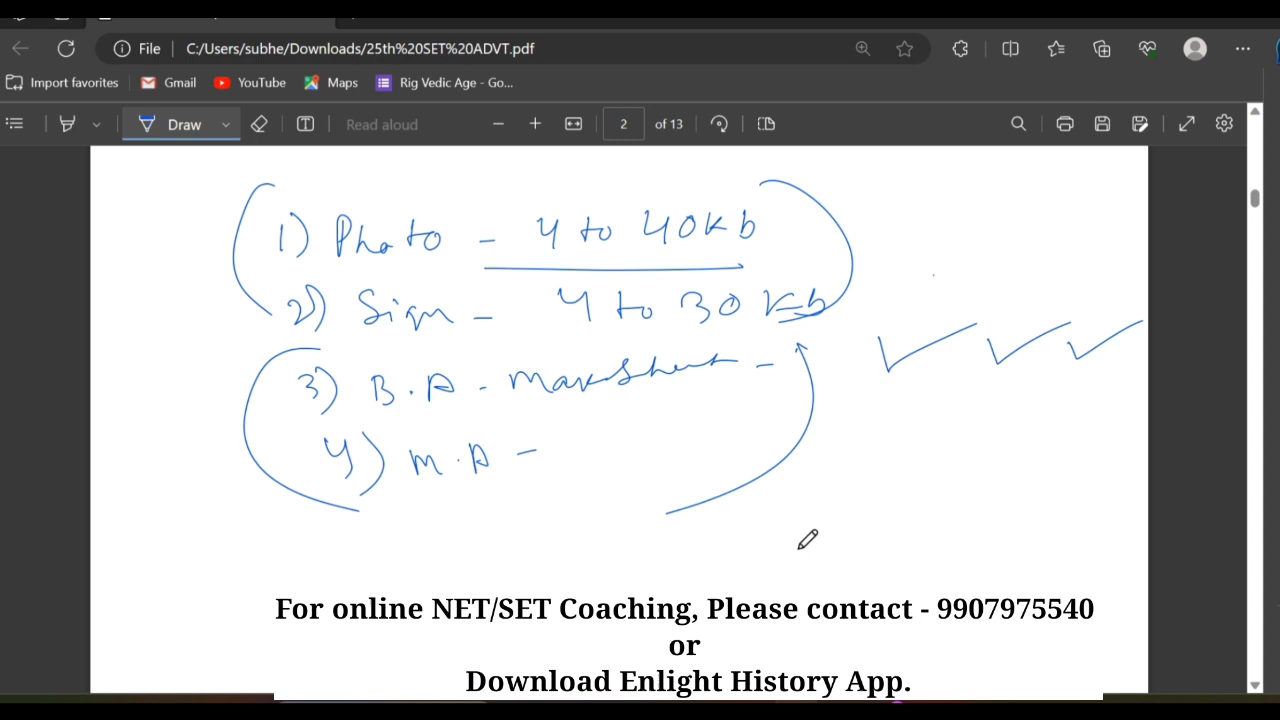 File C:/Users/subhe/Downloads/25th%20SET%20ADVT.pdf
Import favorites Gmail YouTube Maps Rig Vedic Age - Go...
Draw Read aloud 2 of 13
1) Photo - 4 to 40Kb
2) Sign - 4 to 30 Kb
3) B.A - MarkSheet -
4) M.A -
For online NET/SET Coaching, Please contact - 9907975540
or
Download Enlight History App.